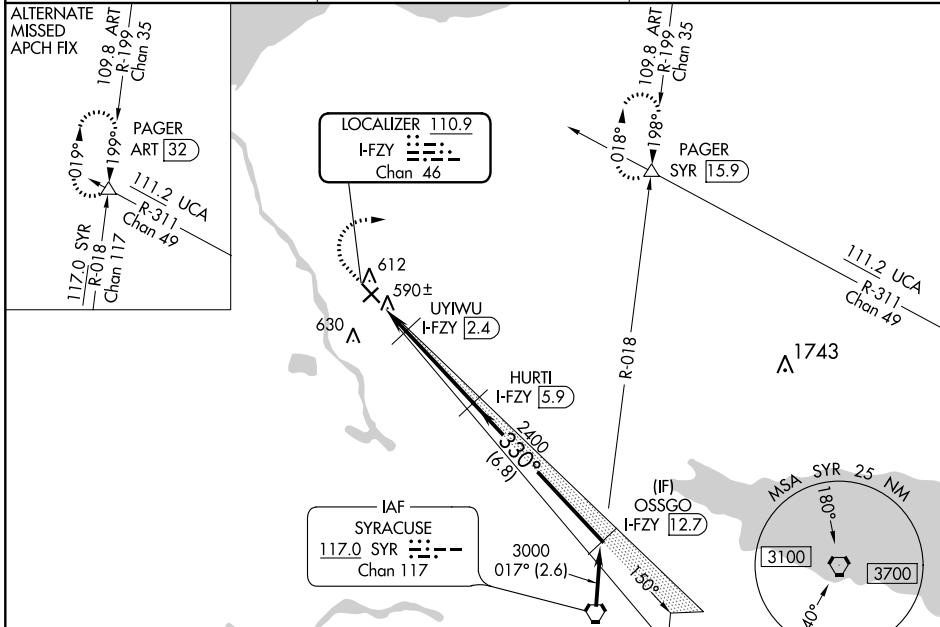 ALTERNATE
MISSED
APCH FIX
109.8 ART
R-199
Chan 35
019°
199°
PAGER
ART 32
111.2 UCA
R-311
Chan 49
117.0 SYR
R-018
Chan 117
LOCALIZER 110.9
I-FZY
Chan 46
109.8 ART
R-199
Chan 35
018°
198°
PAGER
SYR 15.9
111.2 UCA
R-311
Chan 49
R-018
612
590±
630
UYIWU
I-FZY 2.4
1743
HURTI
I-FZY 5.9
2400
330°
(6.8)
(IF)
OSSGO
I-FZY 12.7
IAF
SYRACUSE
117.0 SYR
Chan 117
3000
017° (2.6)
150°
MSA SYR 25 NM
180°
3100
3700